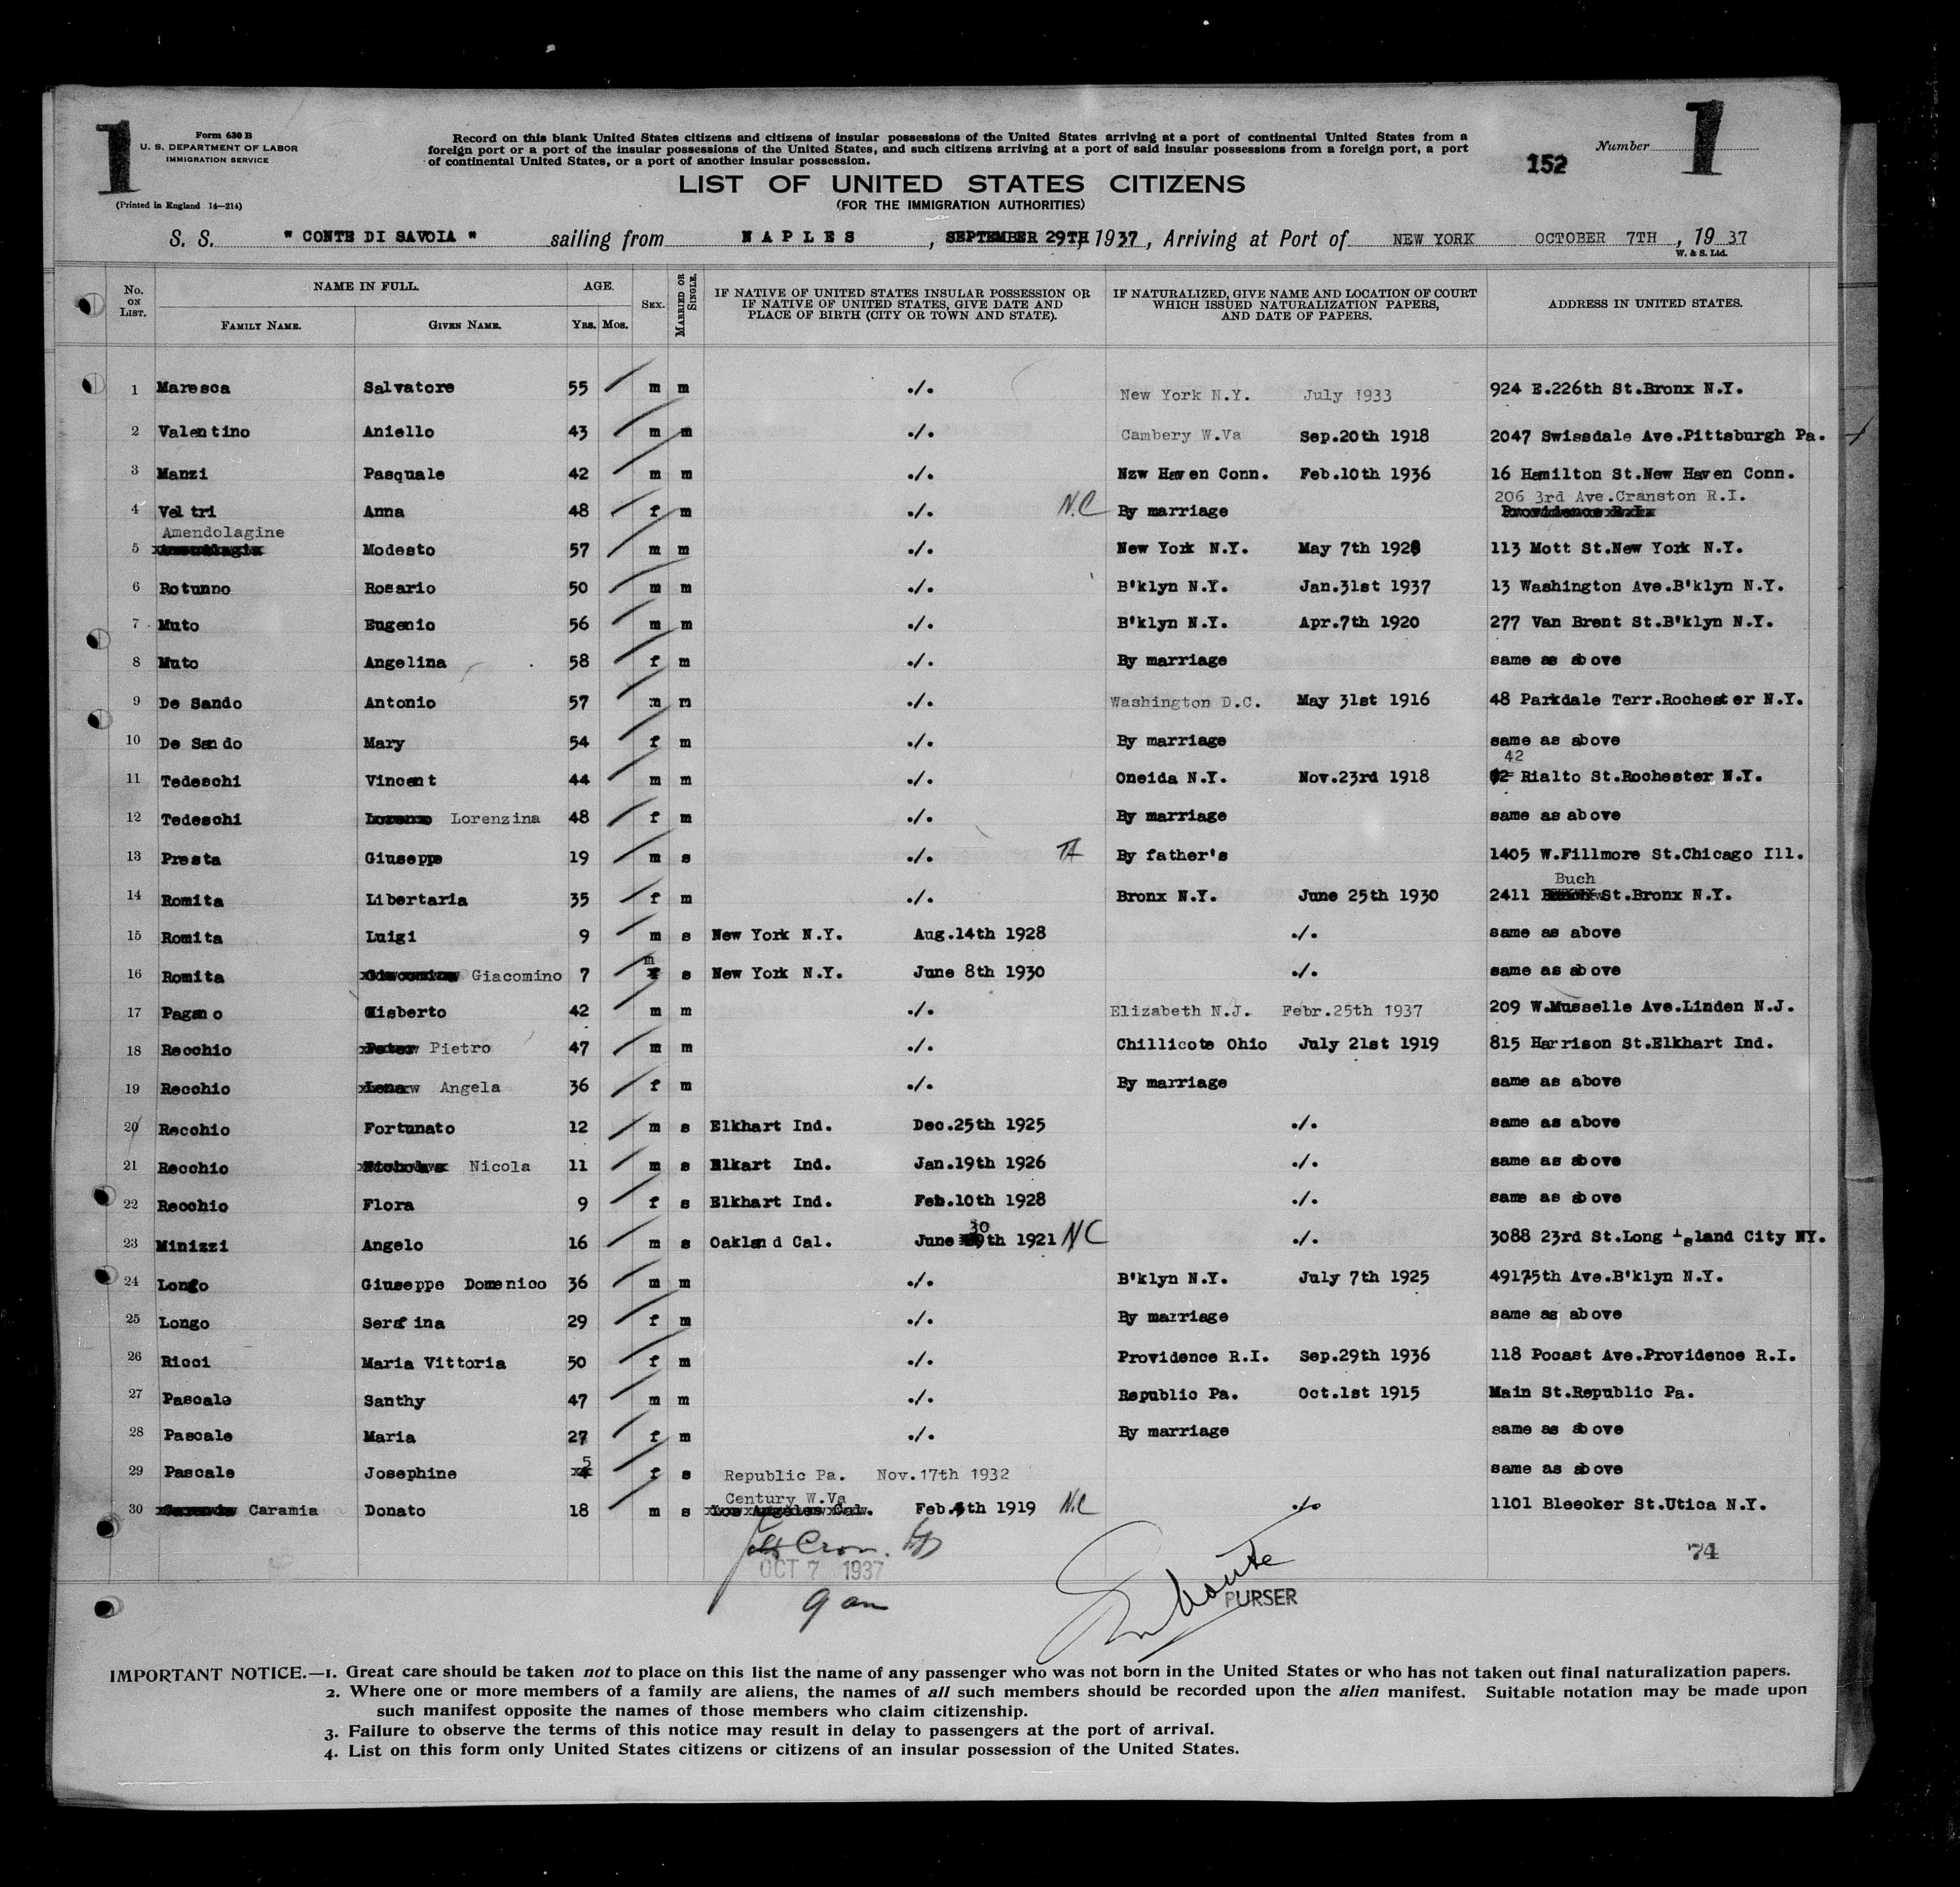 1
Form 630 B
U. S. DEPARTMENT OF LABOR
IMMIGRATION SERVICE
(Printed in England 14—214)
Record on this blank United States citizens and citizens of insular possessions of the United States arriving at a port of continental United States from a
foreign port or a port of the insular possessions of the United States, and such citizens arriving at a port of said insular possessions from a foreign port, a port
of continental United States, or a port of another insular possession.
152
Number 1
LIST OF UNITED STATES CITIZENS
(FOR THE IMMIGRATION AUTHORITIES)
S. S. " CONTE DI SAVOIA " sailing from NAPLES, SEPTEMBER 29TH, 1937, Arriving at Port of NEW YORK OCTOBER 7TH, 19 37
W. & S. Ltd.
No. ON LIST. NAME IN FULL. FAMILY NAME. GIVEN NAME. AGE. YRS. MOS. SEX. MARRIED OR SINGLE. IF NATIVE OF UNITED STATES INSULAR POSSESSION OR IF NATIVE OF UNITED STATES, GIVE DATE AND PLACE OF BIRTH (CITY OR TOWN AND STATE). IF NATURALIZED, GIVE NAME AND LOCATION OF COURT WHICH ISSUED NATURALIZATION PAPERS, AND DATE OF PAPERS. ADDRESS IN UNITED STATES.
1 Maresca Salvatore 55 m m ./. New York N.Y. July 1933 924 E.226th St.Bronx N.Y.
2 Valentino Aniello 43 m m ./. Cambery W.Va Sep.20th 1918 2047 Swissdale Ave.Pittsburgh Pa.
3 Manzi Pasquale 42 m m ./. Nzw Haven Conn. Feb.10th 1936 16 Hamilton St.New Haven Conn.
206 3rd Ave.Cranston R.I.
4 Veltri Anna 48 f m ./. N.C By marriage Providence R.I.
Amendolagine
5 Modesto 57 m m ./. New York N.Y. May 7th 1928 113 Mott St.New York N.Y.
6 Rotunno Rosario 50 m m ./. B'klyn N.Y. Jan.31st 1937 13 Washington Ave.B'klyn N.Y.
7 Muto Eugenio 56 m m ./. B'klyn N.Y. Apr.7th 1920 277 Van Brent St.B'klyn N.Y.
8 Muto Angelina 58 f m ./. By marriage same as above
9 De Sando Antonio 57 m m ./. Washington D.C. May 31st 1916 48 Parkdale Terr.Rochester N.Y.
10 De Sando Mary 54 f m ./. By marriage same as above
42
11 Tedeschi Vincent 44 m m ./. Oneida N.Y. Nov.23rd 1918 Rialto St.Rochester N.Y.
12 Tedeschi Lorenzina 48 f m ./. By marriage same as above
13 Presta Giuseppe 19 m s ./. By father's 1405 W.Fillmore St.Chicago Ill.
Buch
14 Romita Libertaria 35 f m ./. Bronx N.Y. June 25th 1930 2411 St.Bronx N.Y.
15 Romita Luigi 9 m s New York N.Y. Aug.14th 1928 ./. same as above
16 Romita Giacomino 7 m s New York N.Y. June 8th 1930 ./. same as above
17 Pagano Gisberto 42 m m ./. Elizabeth N.J. Febr.25th 1937 209 W.Musselle Ave.Linden N.J.
18 Recchio Peter Pietro 47 m m ./. Chillicote Ohio July 21st 1919 815 Harrison St.Elkhart Ind.
19 Recchio Lena Angela 36 f m ./. By marriage same as above
20 Recchio Fortunato 12 m s Elkhart Ind. Dec.25th 1925 ./. same as above
21 Recchio Nicholas Nicola 11 m s Elkart Ind. Jan.19th 1926 ./. same as above
22 Recchio Flora 9 f s Elkhart Ind. Feb.10th 1928 ./. same as above
30
23 Minizzi Angelo 16 m s Oakland Cal. June th 1921 NC ./. 3088 23rd St.Long Island City NY.
24 Longo Giuseppe Domenico 36 m m ./. B'klyn N.Y. July 7th 1925 49175th Ave.B'klyn N.Y.
25 Longo Serafina 29 f m ./. By marriage same as above
26 Ricci Maria Vittoria 50 f m ./. Providence R.I. Sep.29th 1936 118 Pocast Ave.Providence R.I.
27 Pascale Santhy 47 m m ./. Republic Pa. Oct.1st 1915 Main St.Republic Pa.
28 Pascale Maria 27 f m ./. By marriage same as above
29 Pascale Josephine 5 f s Republic Pa. Nov.17th 1932 same as above
Century W.Va
30 Caramia Donato 18 m s Los Angeles Cal. Feb. th 1919 N.C ./. 1101 Bleecker St.Utica N.Y.
OCT 7 1937
9 am
PURSER
74
IMPORTANT NOTICE.—1. Great care should be taken not to place on this list the name of any passenger who was not born in the United States or who has not taken out final naturalization papers.
2. Where one or more members of a family are aliens, the names of all such members should be recorded upon the alien manifest. Suitable notation may be made upon
such manifest opposite the names of those members who claim citizenship.
3. Failure to observe the terms of this notice may result in delay to passengers at the port of arrival.
4. List on this form only United States citizens or citizens of an insular possession of the United States.